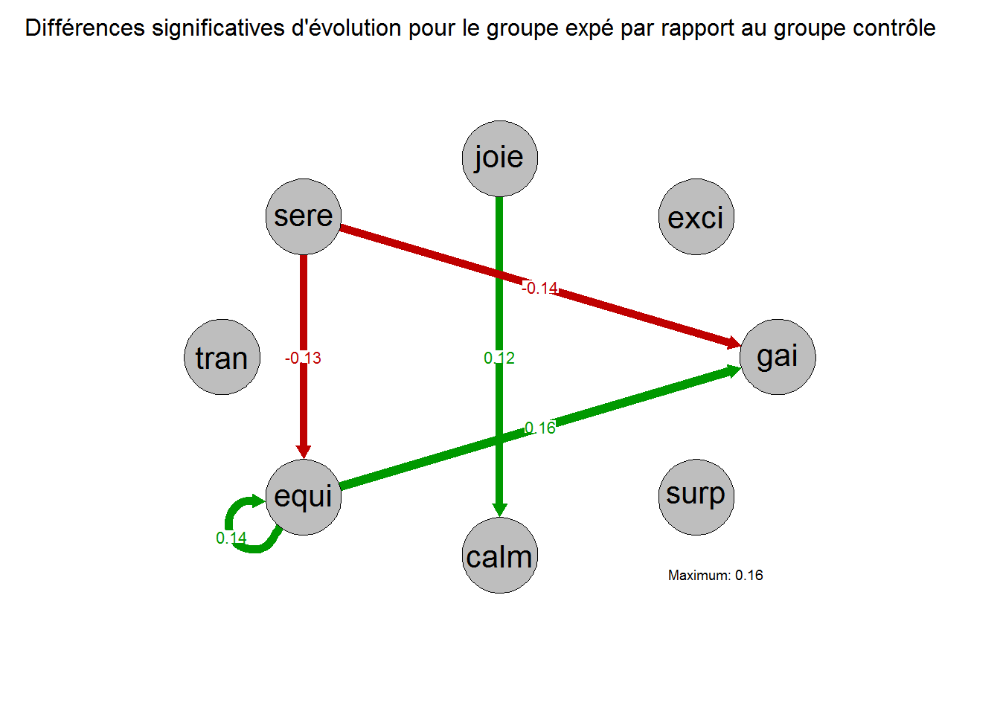 Différences significatives d'évolution pour le groupe expé par rapport au groupe contrôle
joie
sere
exci
-0.14
tran
-0.13
0.12
gai
0.16
equi
surp
0.14
calm
Maximum: 0.16